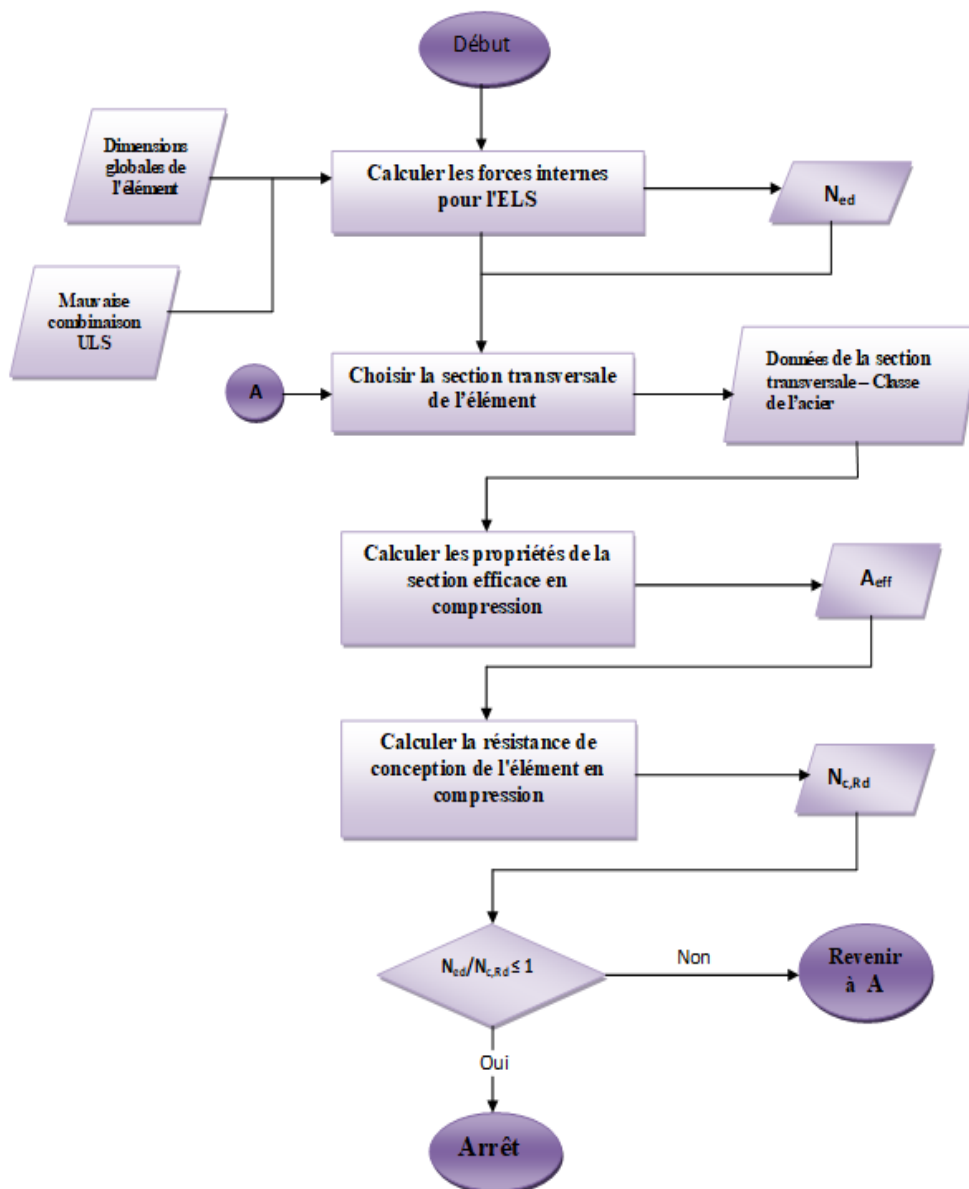 Début
Dimensions
globales de
l'élément
Calculer les forces internes
pour l'ELS
Ned
Mauvaise
combinaison
ULS
A
Choisir la section transversale
de l'élément
Données de la section
transversale – Classe
de l'acier
Calculer les propriétés de la
section efficace en
compression
Aeff
Calculer la résistance de
conception de l'élément en
compression
Nc,Rd
Ned/Nc,Rd ≤ 1
Non
Revenir
à A
Oui
Arrêt